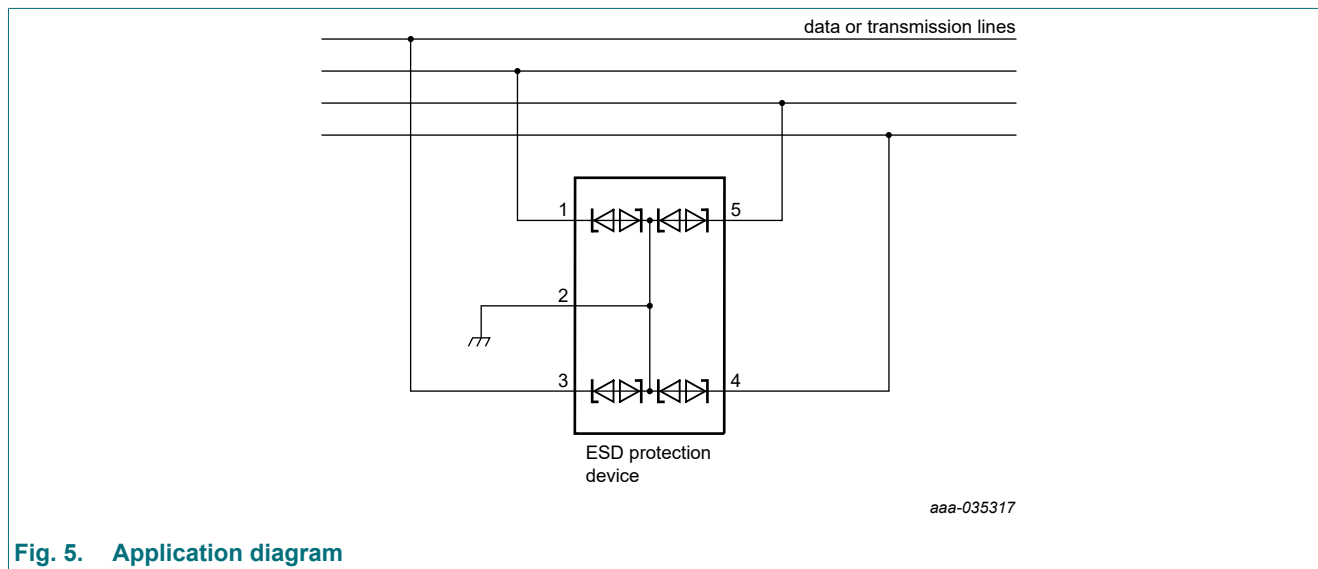 data or transmission lines
1
5
2
3
4
ESD protection
device
aaa-035317
Fig. 5. Application diagram